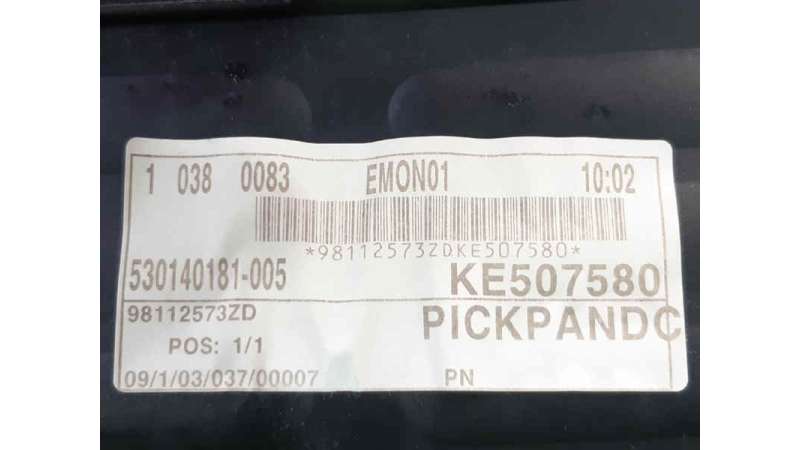 1 038 0083 EMON01 10:02
*98112573ZDKE507580*
530140181-005 KE507580
98112573ZD PICKPANDC
POS: 1/1
09/1/03/037/00007 PN